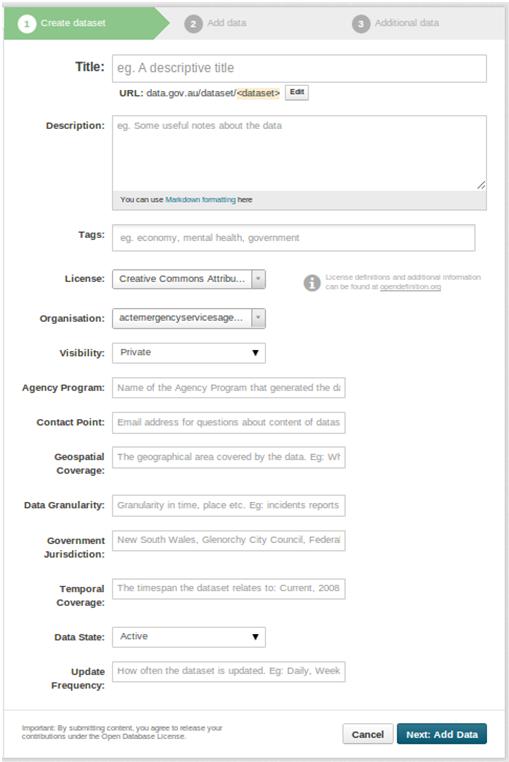 1 Create dataset 2 Add data 3 Additional data
Title: eg. A descriptive title
URL: data.gov.au/dataset/<dataset> Edit
Description: eg. Some useful notes about the data
You can use Markdown formatting here
Tags: eg. economy, mental health, government
License: Creative Commons Attribu...
License definitions and additional information
can be found at opendefinition.org
Organisation: actemergencyservicesage...
Visibility: Private
Agency Program: Name of the Agency Program that generated the
Contact Point: Email address for questions about content of datas
Geospatial
Coverage:
The geographical area covered by the data. Eg:
Data Granularity: Granularity in time, place etc. Eg: incidents reports
Government
Jurisdiction:
New South Wales, Glenorchy City Council, Federal
Temporal
Coverage:
The timespan the dataset relates to: Current, 2008
Data State: Active
Update
Frequency:
How often the dataset is updated. Eg: Daily, Week
Important: By submitting content, you agree to release your
contributions under the Open Database License.
Cancel Next: Add Data